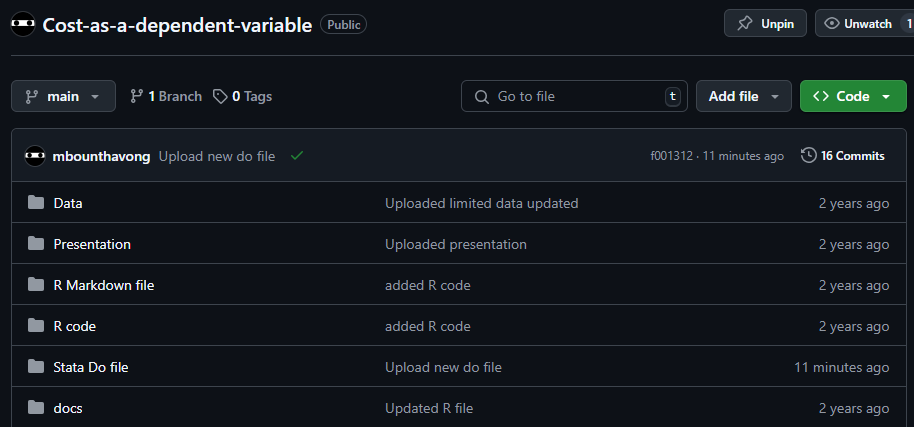 Cost-as-a-dependent-variable Public Unpin Unwatch 1
main 1 Branch 0 Tags Go to file t Add file Code
mbounthavong Upload new do file f001312 · 11 minutes ago 16 Commits
Data Uploaded limited data updated 2 years ago
Presentation Uploaded presentation 2 years ago
R Markdown file added R code 2 years ago
R code added R code 2 years ago
Stata Do file Upload new do file 11 minutes ago
docs Updated R file 2 years ago